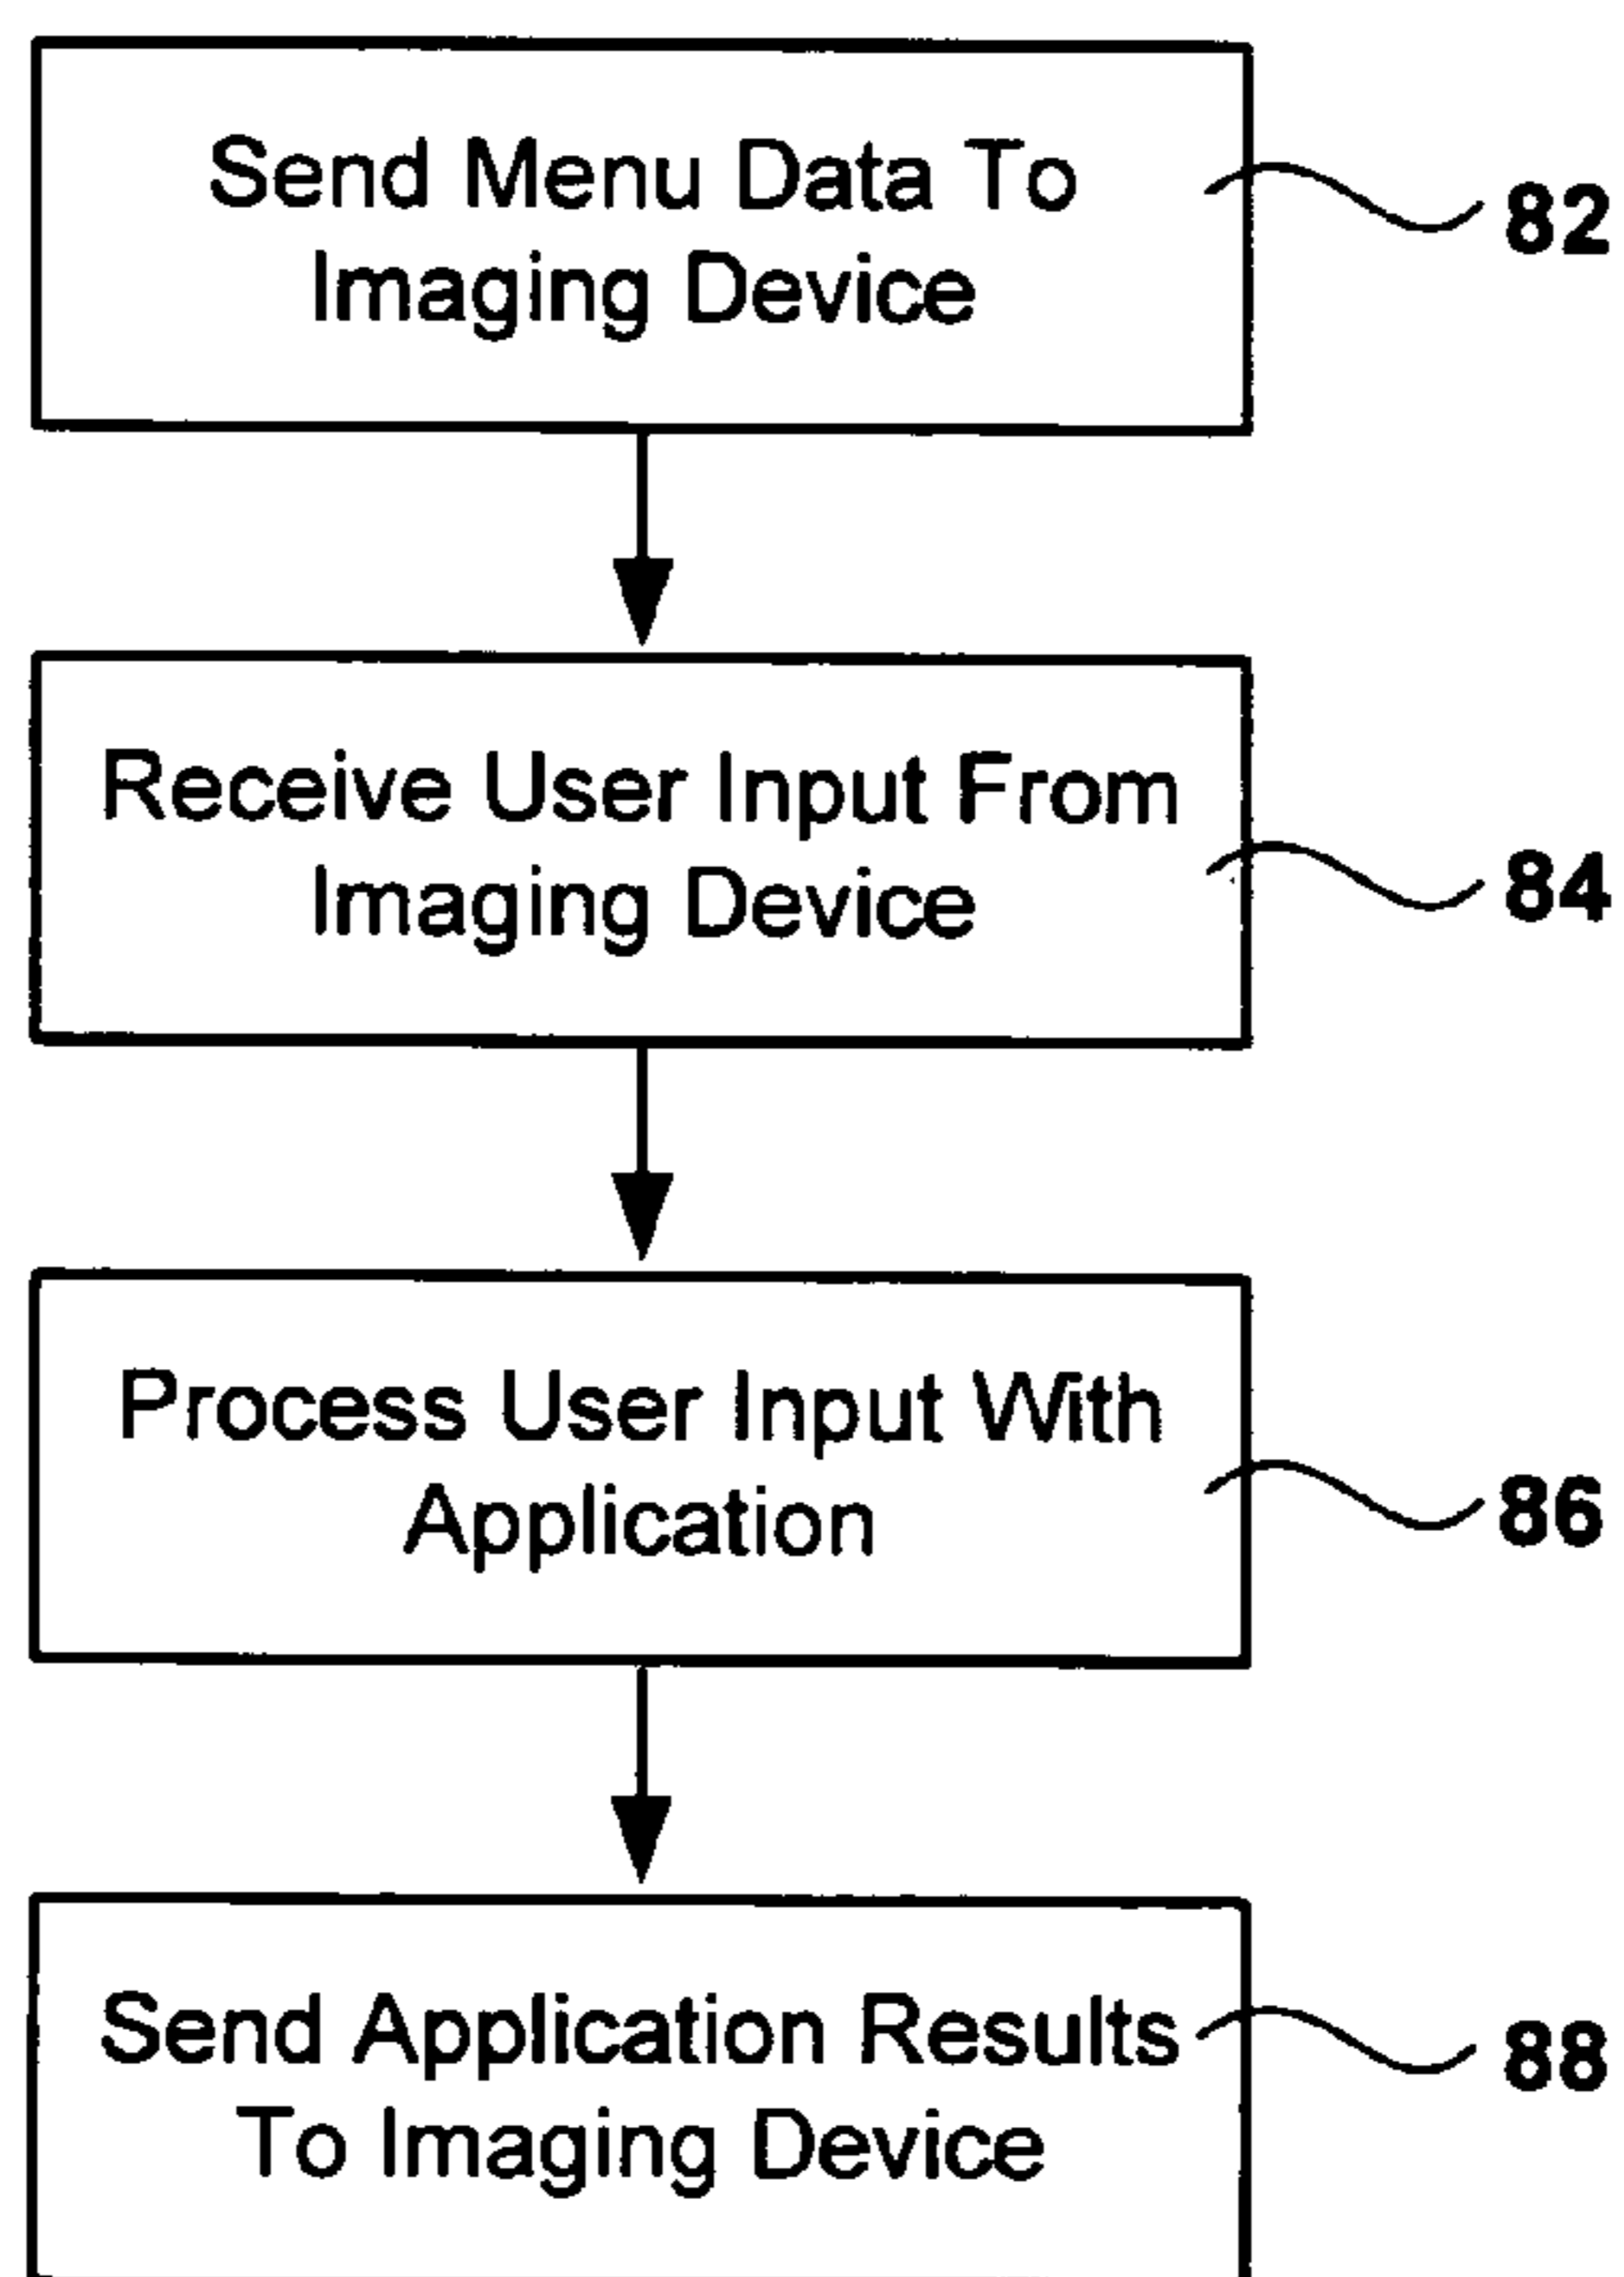 Send Menu Data To
Imaging Device
82
Receive User Input From
Imaging Device
84
Process User Input With
Application
86
Send Application Results
To Imaging Device
88